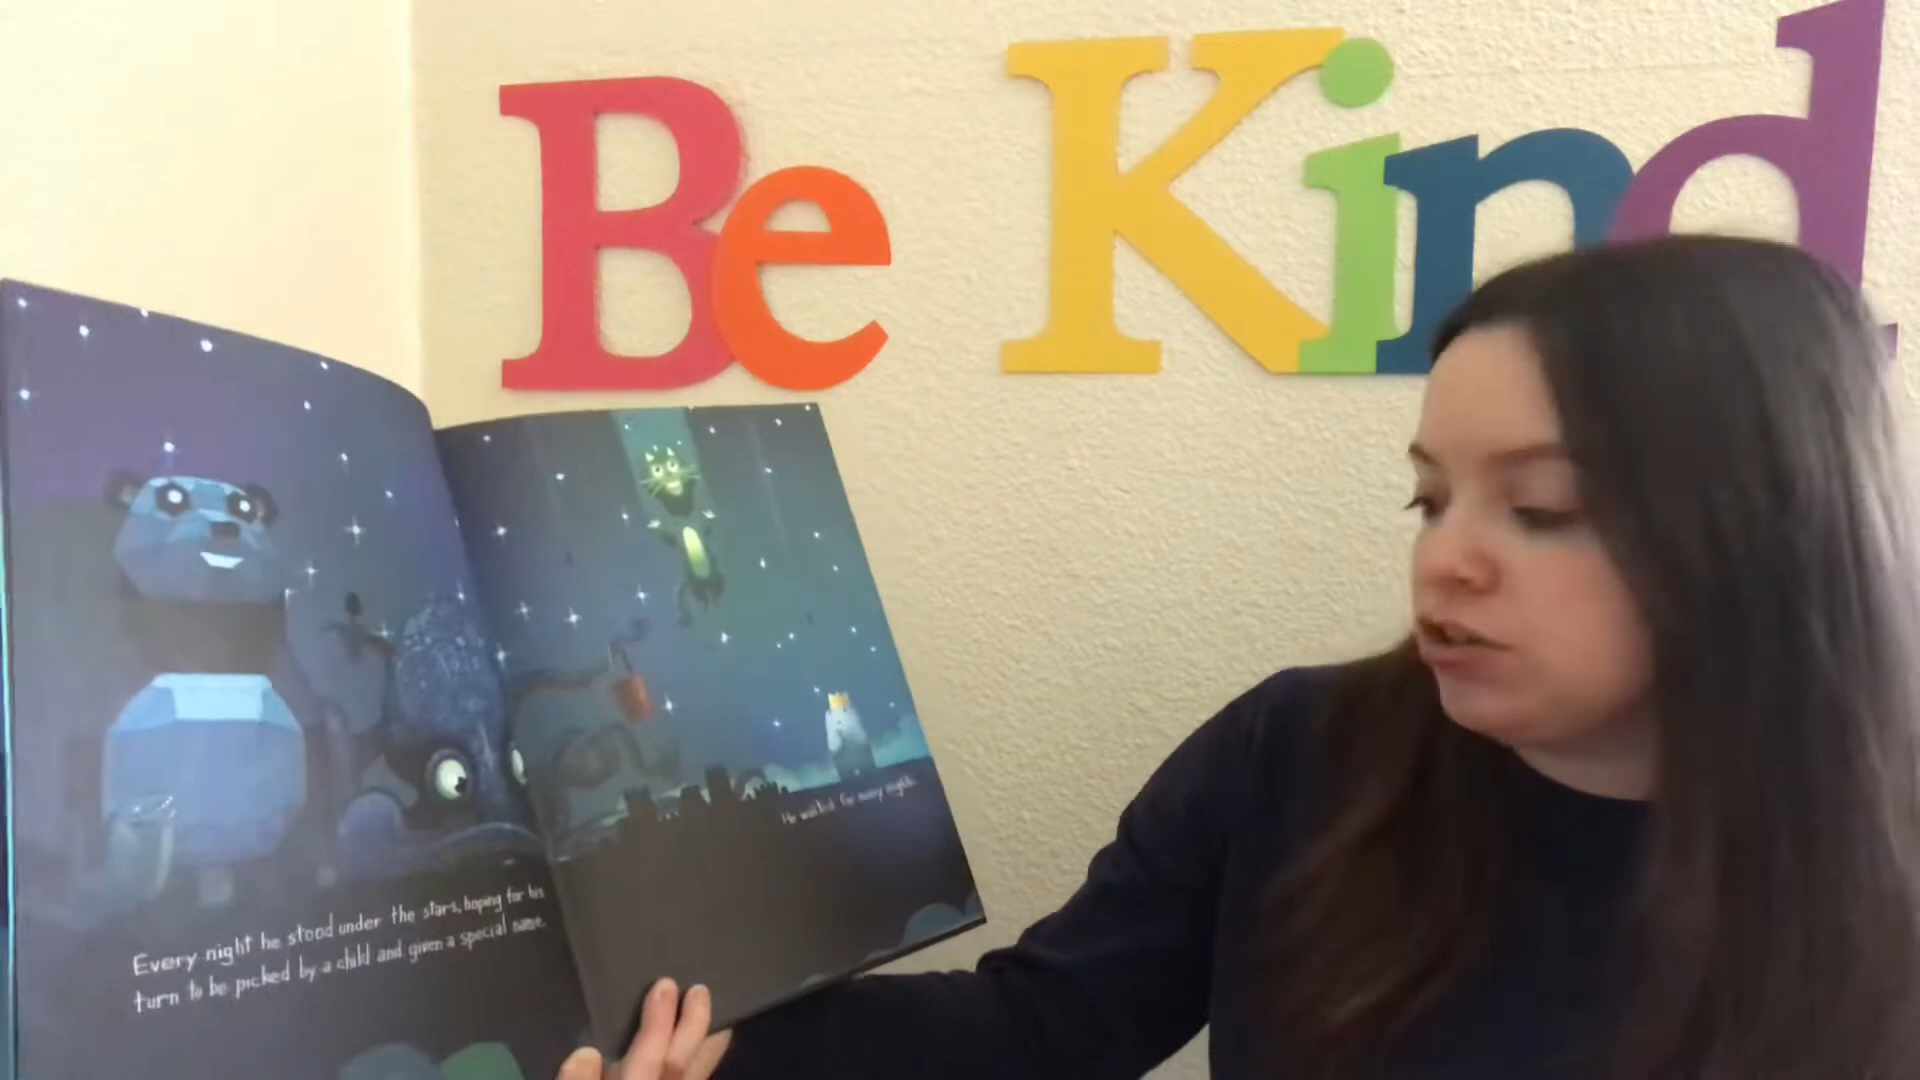 Be Kind
Every night he stood under the stars, hoping for his
turn to be picked by a child and given a special name.
He waited for many nights.